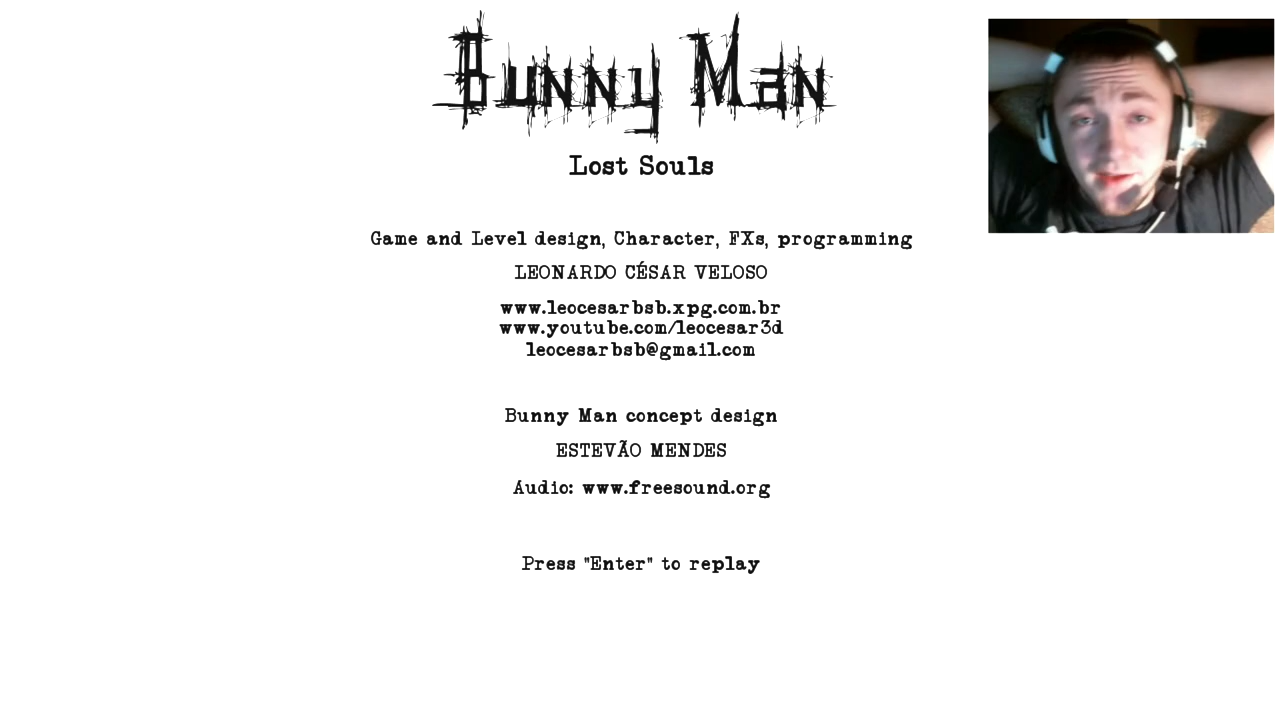 Bunny Man
Lost Souls
Game and Level design, Character, FXs, programming
LEONARDO CÉSAR VELOSO
www.leocesarbsb.xpg.com.br
www.youtube.com/leocesar3d
leocesarbsb@gmail.com
Bunny Man concept design
ESTEVÃO MENDES
Audio: www.freesound.org
Press "Enter" to replay